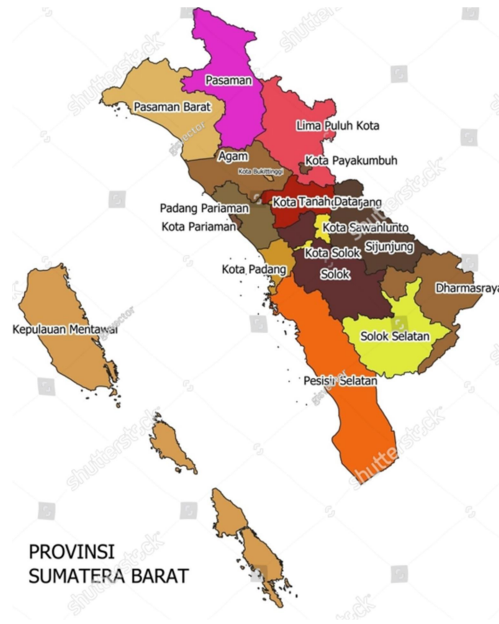 Pasaman
Pasaman Barat
Lima Puluh Kota
Agam
Kota Payakumbuh
Kota Bukittinggi
Kota Tanah Datar
Padang Pariaman
Kota Pariaman
Kota Sawahlunto
Sijunjung
Kota Solok
Kota Padang
Solok
Dharmasraya
Kepulauan Mentawai
Solok Selatan
Pesisir Selatan
PROVINSI
SUMATERA BARAT
shutterstock